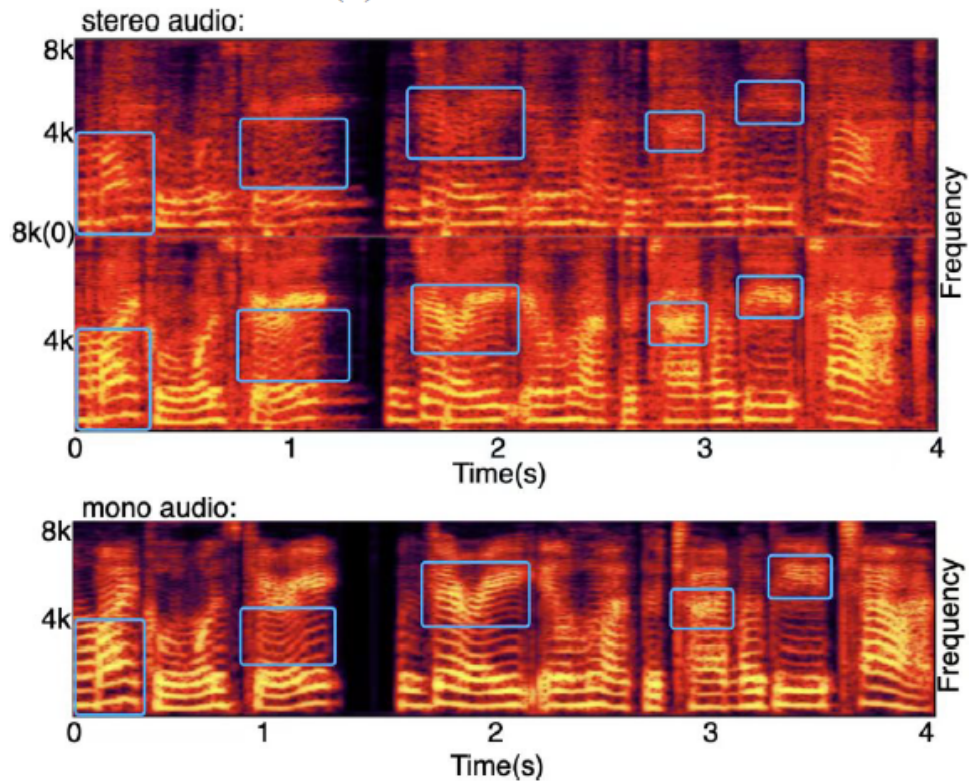 stereo audio:
8k
4k
8k(0)
4k
Frequency
0 1 2 3 4
Time(s)
mono audio:
8k
4k
Frequency
0 1 2 3 4
Time(s)